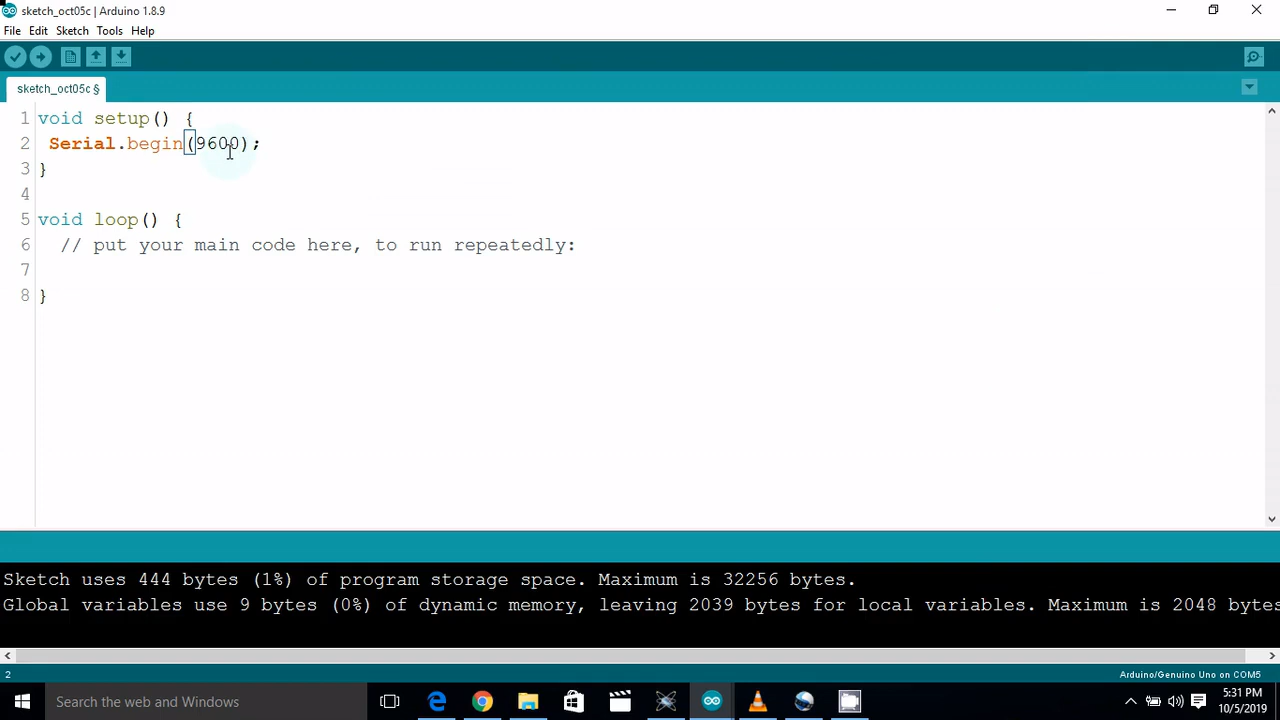 sketch_oct05c | Arduino 1.8.9
File Edit Sketch Tools Help
sketch_oct05c §
1 void setup() {
2 Serial.begin(9600);
3 }
4
5 void loop() {
6 // put your main code here, to run repeatedly:
7
8 }
Sketch uses 444 bytes (1%) of program storage space. Maximum is 32256 bytes.
Global variables use 9 bytes (0%) of dynamic memory, leaving 2039 bytes for local variables. Maximum is 2048 bytes
2 Arduino/Genuino Uno on COM5
Search the web and Windows
5:31 PM
10/5/2019